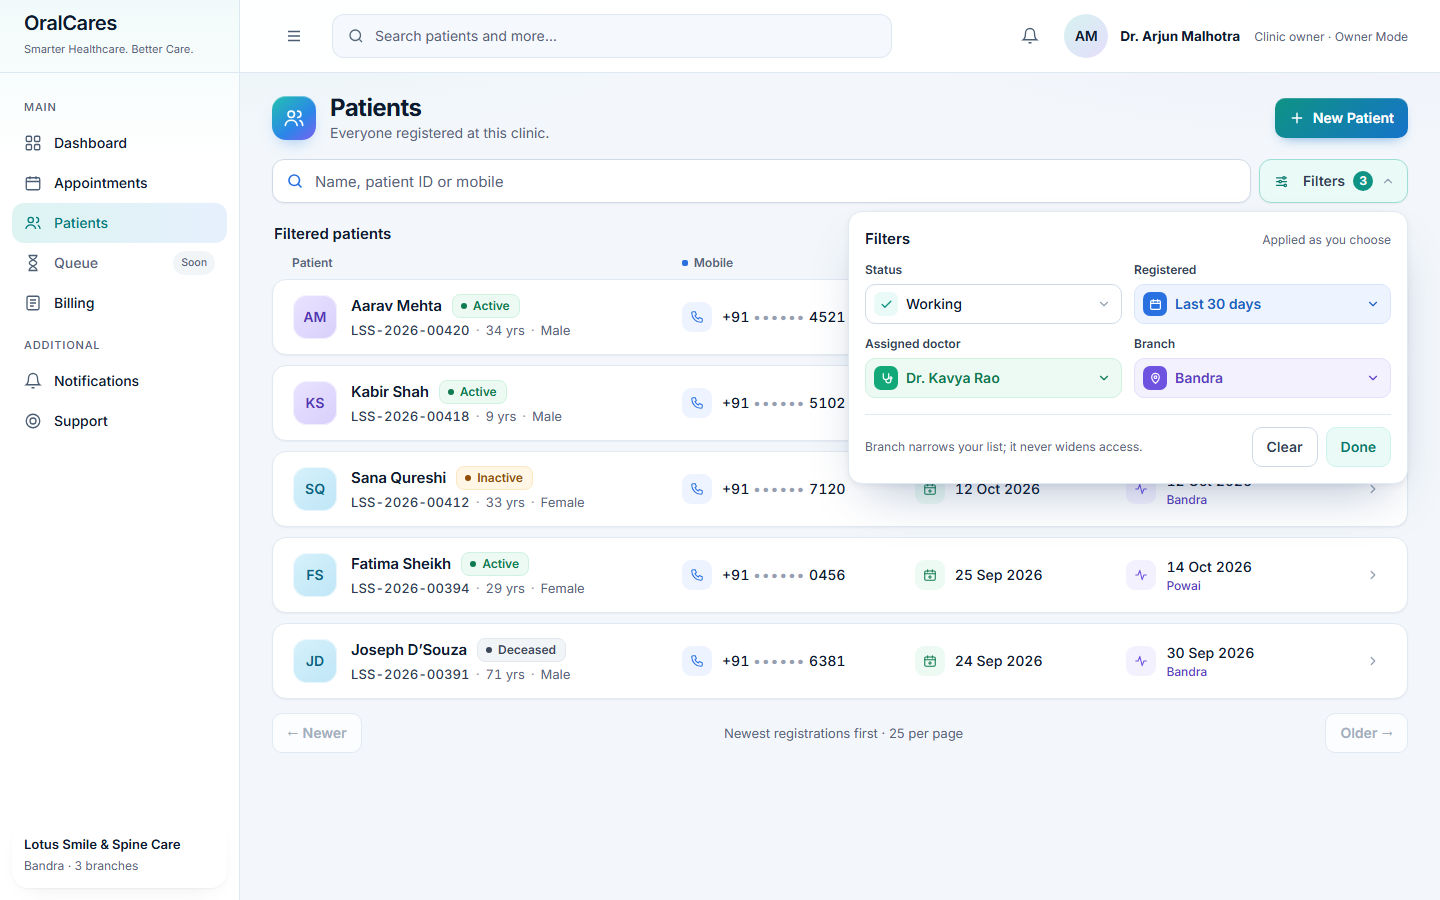 OralCares
Smarter Healthcare. Better Care.
Search patients and more...
AM
Dr. Arjun Malhotra
Clinic owner · Owner Mode
MAIN
Dashboard
Appointments
Patients
Queue
Soon
Billing
ADDITIONAL
Notifications
Support
Lotus Smile & Spine Care
Bandra · 3 branches
Patients
Everyone registered at this clinic.
+ New Patient
Name, patient ID or mobile
Filters 3
Filtered patients
Patient
Mobile
AM
Aarav Mehta
Active
LSS-2026-00420 · 34 yrs · Male
+91 •••••• 4521
KS
Kabir Shah
Active
LSS-2026-00418 · 9 yrs · Male
+91 •••••• 5102
SQ
Sana Qureshi
Inactive
LSS-2026-00412 · 33 yrs · Female
+91 •••••• 7120
12 Oct 2026
Bandra
FS
Fatima Sheikh
Active
LSS-2026-00394 · 29 yrs · Female
+91 •••••• 0456
25 Sep 2026
14 Oct 2026
Powai
JD
Joseph D’Souza
Deceased
LSS-2026-00391 · 71 yrs · Male
+91 •••••• 6381
24 Sep 2026
30 Sep 2026
Bandra
← Newer
Newest registrations first · 25 per page
Older →
Filters
Applied as you choose
Status
Registered
Working
Last 30 days
Assigned doctor
Branch
Dr. Kavya Rao
Bandra
Branch narrows your list; it never widens access.
Clear
Done